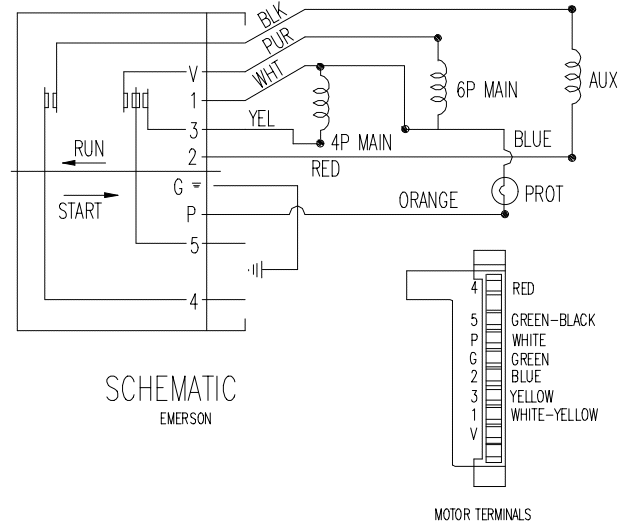 BLK
PUR
WHT
V
1
YEL
3
2
RED
RUN
START
G
P
ORANGE
5
4
4P MAIN
6P MAIN
AUX
BLUE
PROT
SCHEMATIC
EMERSON
4 RED
5 GREEN-BLACK
P WHITE
G GREEN
2 BLUE
3 YELLOW
1 WHITE-YELLOW
V
MOTOR TERMINALS